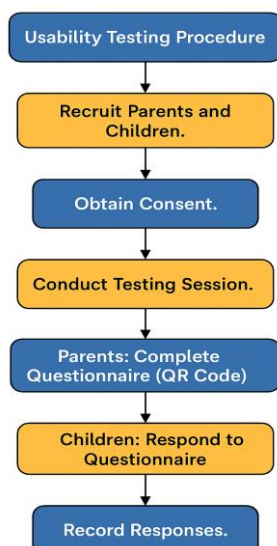 Usability Testing Procedure
Recruit Parents and
Children.
Obtain Consent.
Conduct Testing Session.
Parents: Complete
Questionnaire (QR Code)
Children: Respond to
Questionnaire
Record Responses.